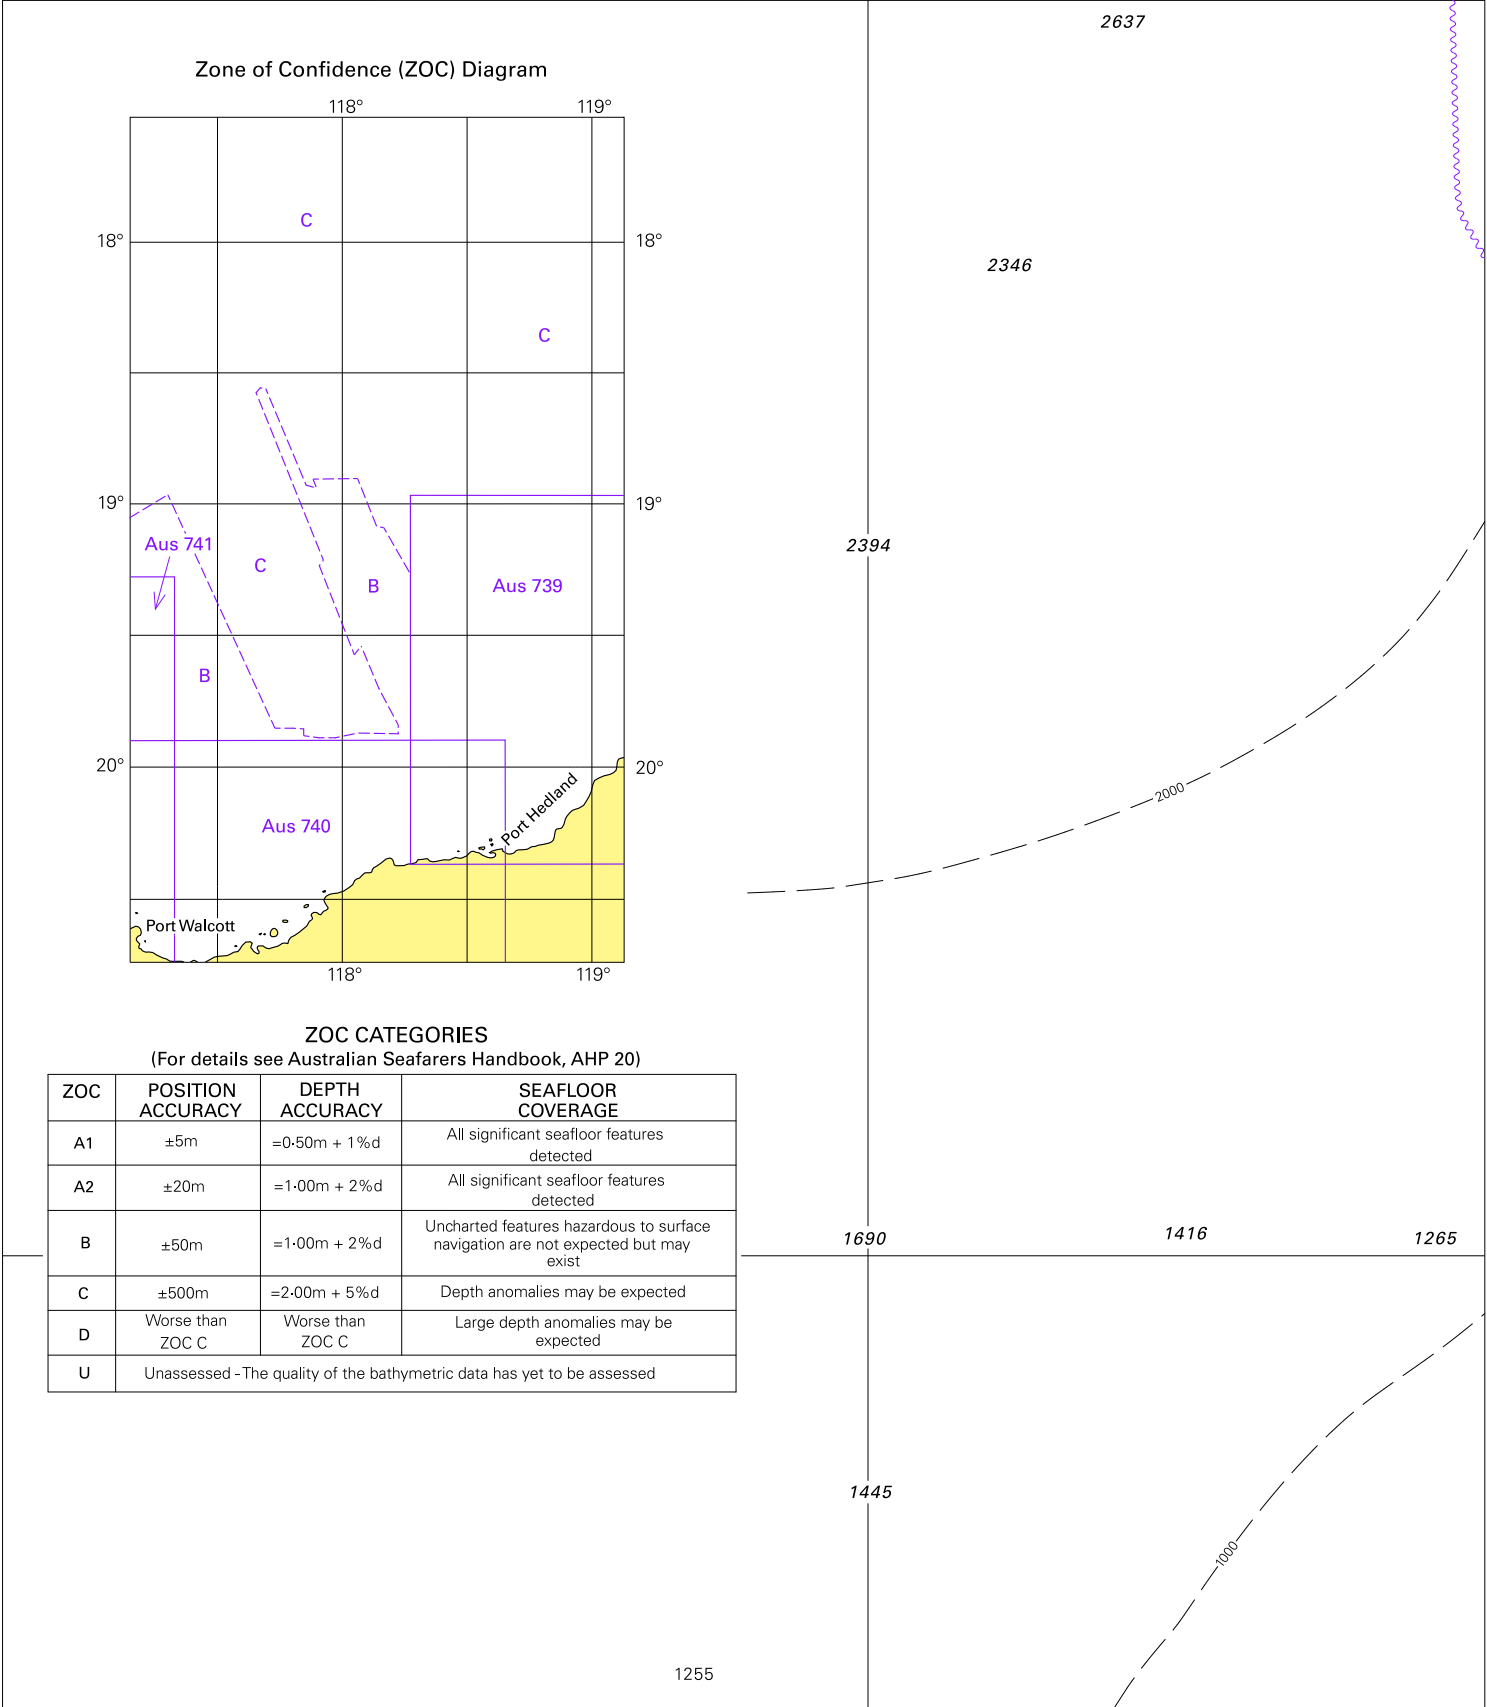 Zone of Confidence (ZOC) Diagram
118° 119°
C
18° 18°
C
19° 19°
Aus 741
C
B
Aus 739
B
20° 20°
Port Hedland
Aus 740
Port Walcott
118° 119°
ZOC CATEGORIES
(For details see Australian Seafarers Handbook, AHP 20)
ZOC POSITION ACCURACY DEPTH ACCURACY SEAFLOOR COVERAGE
A1 ±5m =0·50m + 1%d All significant seafloor features detected
A2 ±20m =1·00m + 2%d All significant seafloor features detected
B ±50m =1·00m + 2%d Uncharted features hazardous to surface navigation are not expected but may exist
C ±500m =2·00m + 5%d Depth anomalies may be expected
D Worse than ZOC C Worse than ZOC C Large depth anomalies may be expected
U Unassessed - The quality of the bathymetric data has yet to be assessed
2637
2346
2394
2000
1690 1416 1265
1445
1000
1255